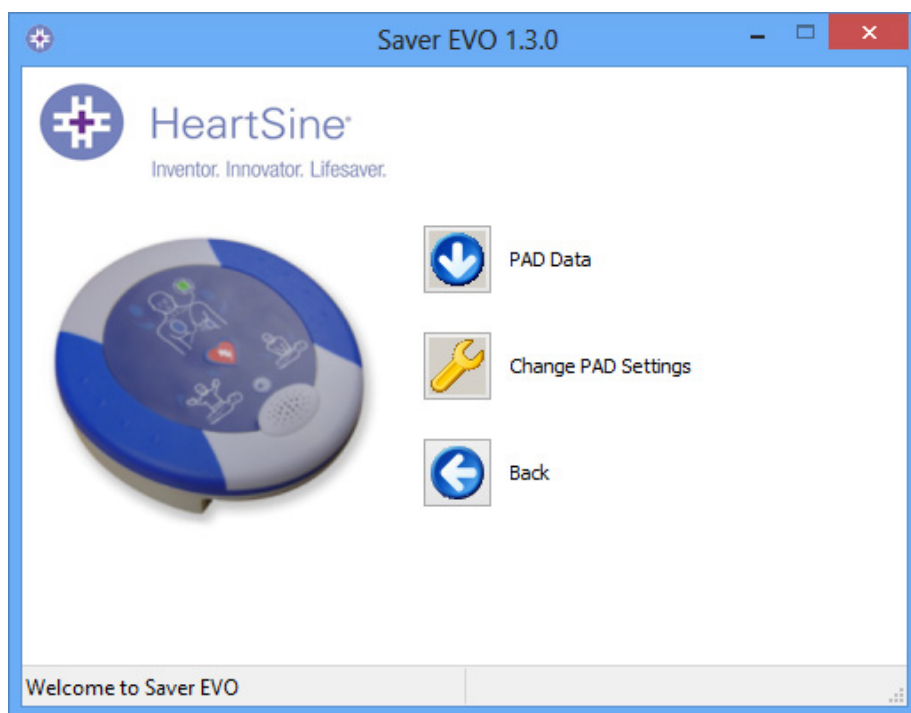 Saver EVO 1.3.0
HeartSine
Inventor. Innovator. Lifesaver.
PAD Data
Change PAD Settings
Back
Welcome to Saver EVO